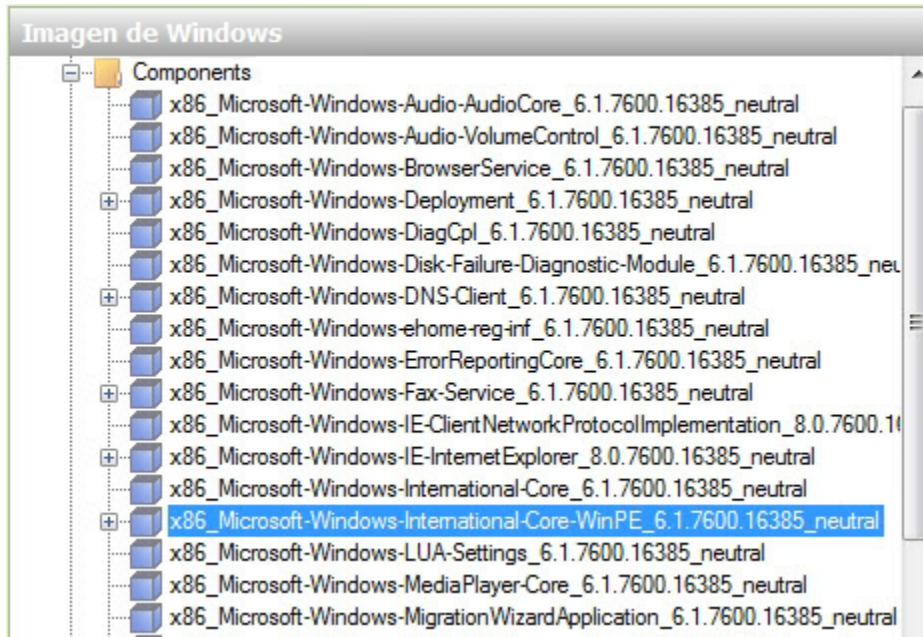 Imagen de Windows
Components
x86_Microsoft-Windows-Audio-AudioCore_6.1.7600.16385_neutral
x86_Microsoft-Windows-Audio-VolumeControl_6.1.7600.16385_neutral
x86_Microsoft-Windows-BrowserService_6.1.7600.16385_neutral
x86_Microsoft-Windows-Deployment_6.1.7600.16385_neutral
x86_Microsoft-Windows-DiagCpl_6.1.7600.16385_neutral
x86_Microsoft-Windows-Disk-Failure-Diagnostic-Module_6.1.7600.16385_neu
x86_Microsoft-Windows-DNS-Client_6.1.7600.16385_neutral
x86_Microsoft-Windows-ehome-reg-inf_6.1.7600.16385_neutral
x86_Microsoft-Windows-ErrorReportingCore_6.1.7600.16385_neutral
x86_Microsoft-Windows-Fax-Service_6.1.7600.16385_neutral
x86_Microsoft-Windows-IE-ClientNetworkProtocolImplementation_8.0.7600.16
x86_Microsoft-Windows-IE-InternetExplorer_8.0.7600.16385_neutral
x86_Microsoft-Windows-International-Core_6.1.7600.16385_neutral
x86_Microsoft-Windows-International-Core-WinPE_6.1.7600.16385_neutral
x86_Microsoft-Windows-LUA-Settings_6.1.7600.16385_neutral
x86_Microsoft-Windows-MediaPlayer-Core_6.1.7600.16385_neutral
x86_Microsoft-Windows-MigrationWizardApplication_6.1.7600.16385_neutral